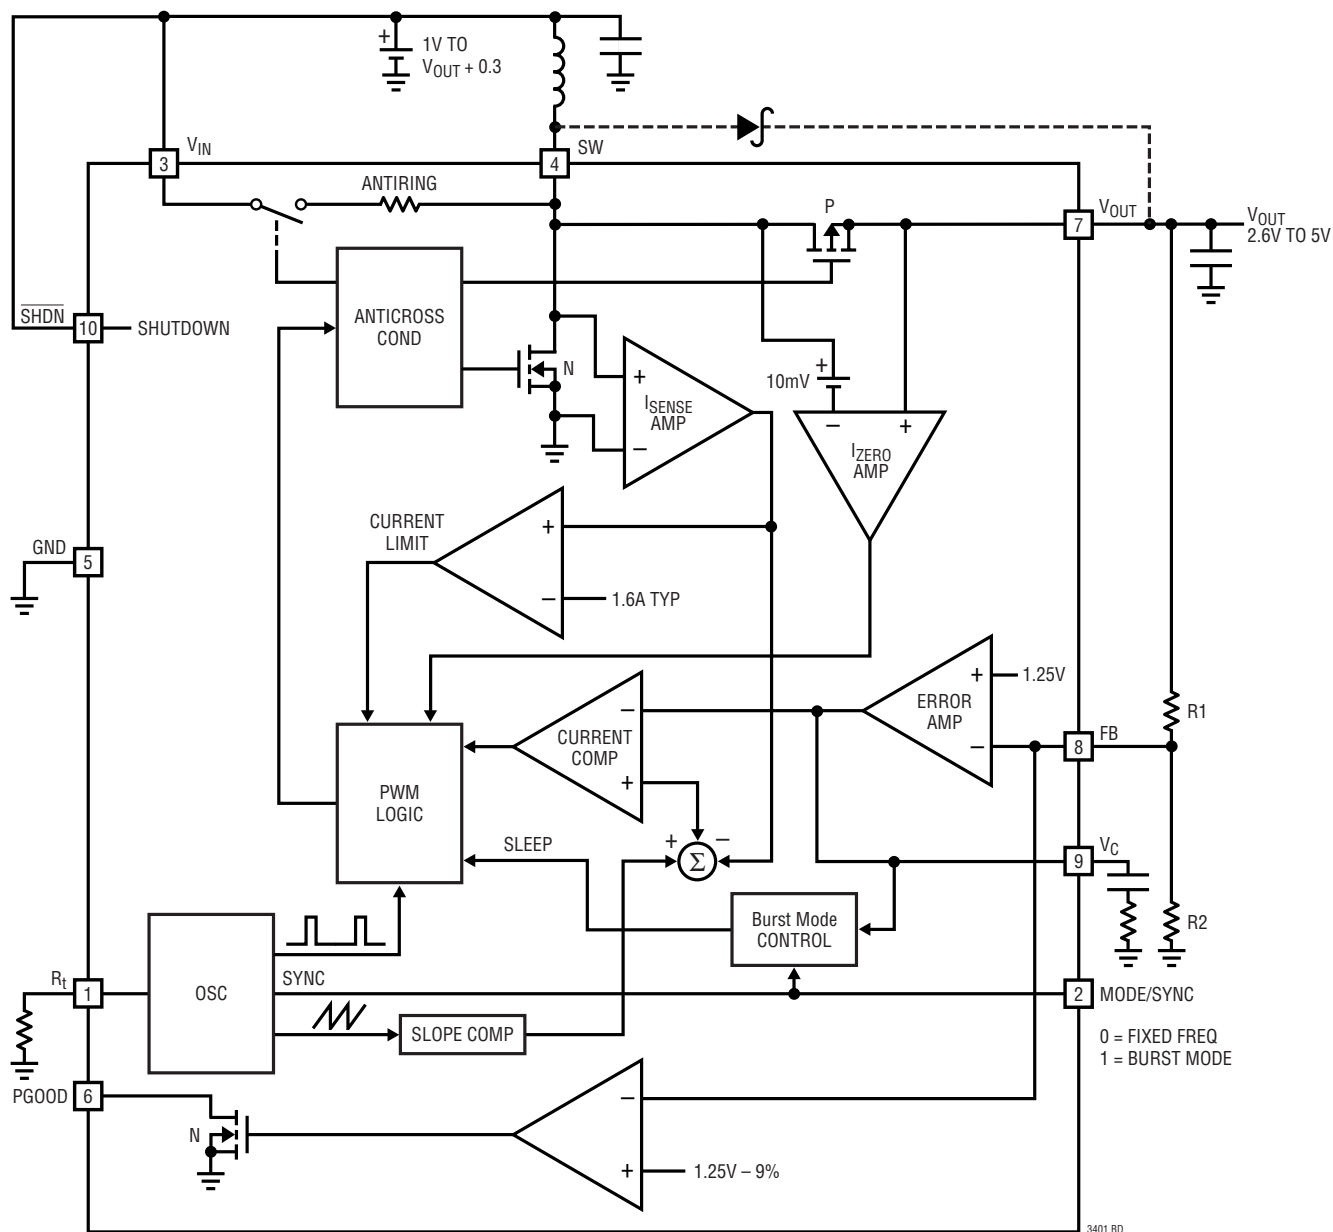 +
1V TO
VOUT + 0.3
VIN
3
4
SW
ANTIRING
P
7
VOUT
VOUT
2.6V TO 5V
SHDN
10
SHUTDOWN
ANTICROSS
COND
N
+
ISENSE
AMP
–
+
10mV
–
+
IZERO
AMP
CURRENT
LIMIT
+
–
1.6A TYP
GND
5
+
1.25V
ERROR
AMP
–
8
FB
R1
–
CURRENT
COMP
+
PWM
LOGIC
SLEEP
+
–
Σ
9
VC
R2
Burst Mode
CONTROL
Rt
1
OSC
SYNC
2
MODE/SYNC
0 = FIXED FREQ
1 = BURST MODE
SLOPE COMP
PGOOD
6
N
–
+
1.25V – 9%
3401 BD